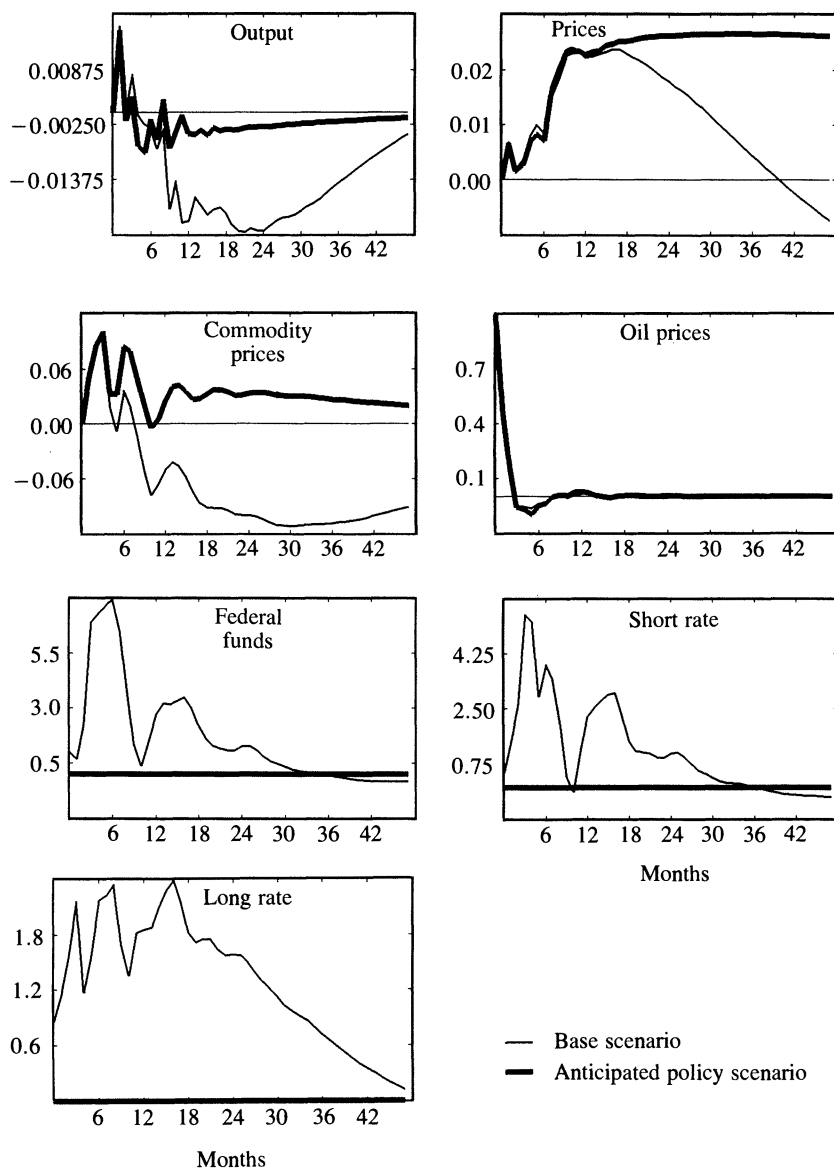 Output
0.00875
−0.00250
−0.01375
6 12 18 24 30 36 42
Prices
0.02
0.01
0.00
6 12 18 24 30 36 42
Commodity
prices
0.06
0.00
−0.06
6 12 18 24 30 36 42
Oil prices
0.7
0.4
0.1
6 12 18 24 30 36 42
Federal
funds
5.5
3.0
0.5
6 12 18 24 30 36 42
Short rate
4.25
2.50
0.75
6 12 18 24 30 36 42
Months
Long rate
1.8
1.2
0.6
6 12 18 24 30 36 42
Months
Base scenario
Anticipated policy scenario